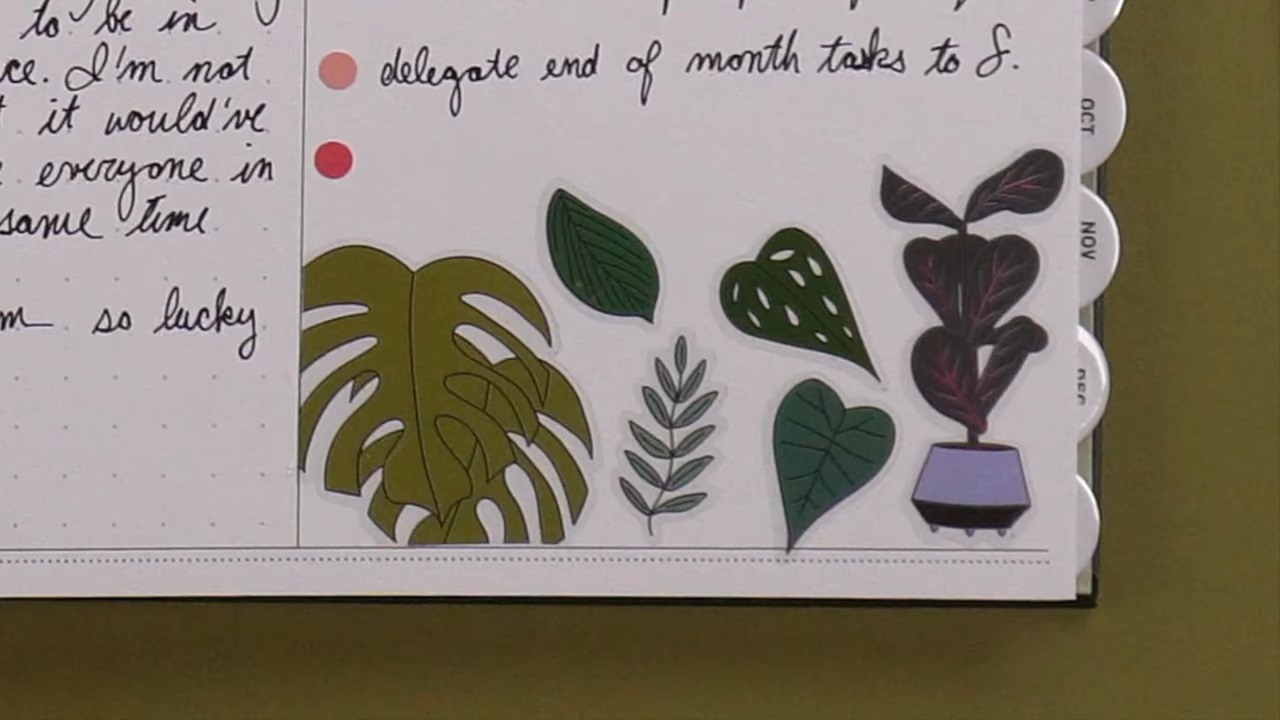 to be in
ce. I'm not
it would've
everyone in
same time
so lucky
delegate end of month tasks to S.
OCT
NOV
DEC